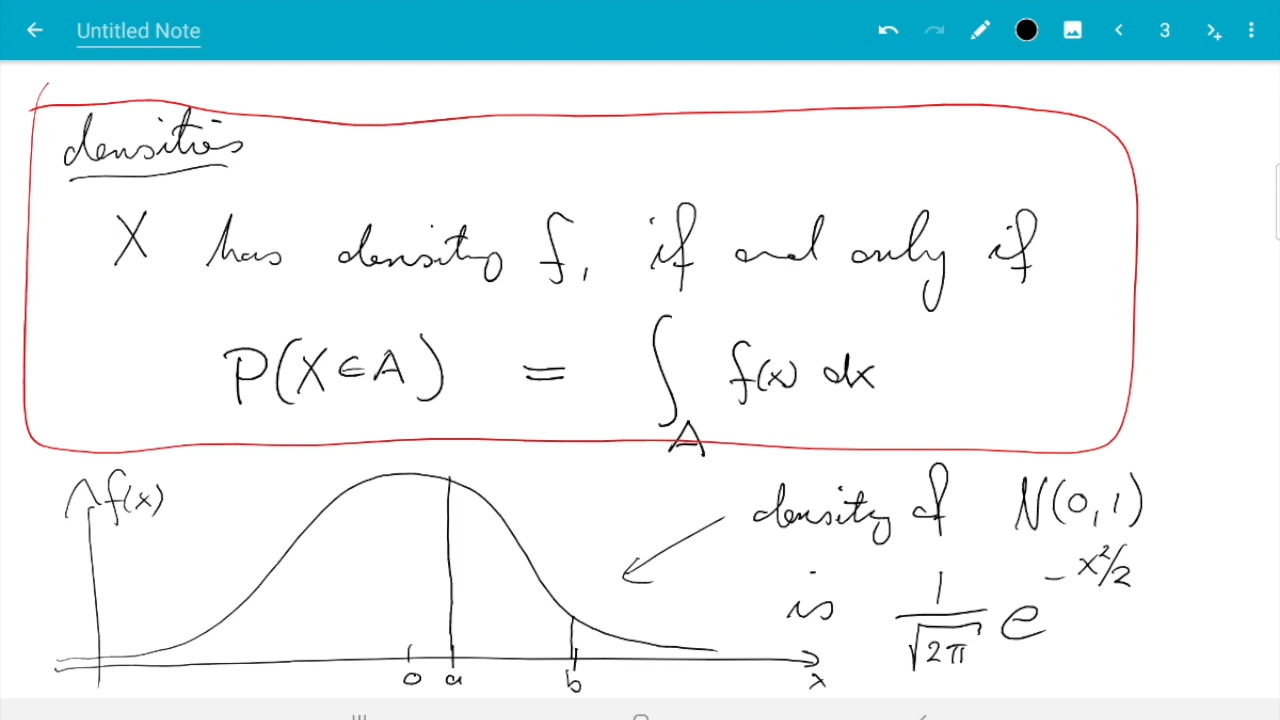 Untitled Note
3
densities
X has density f, if and only if
P(X∈A) = ∫_A f(x) dx
f(x)
density of N(0,1)
is 1/√2π e^-x²/2
0 a b x